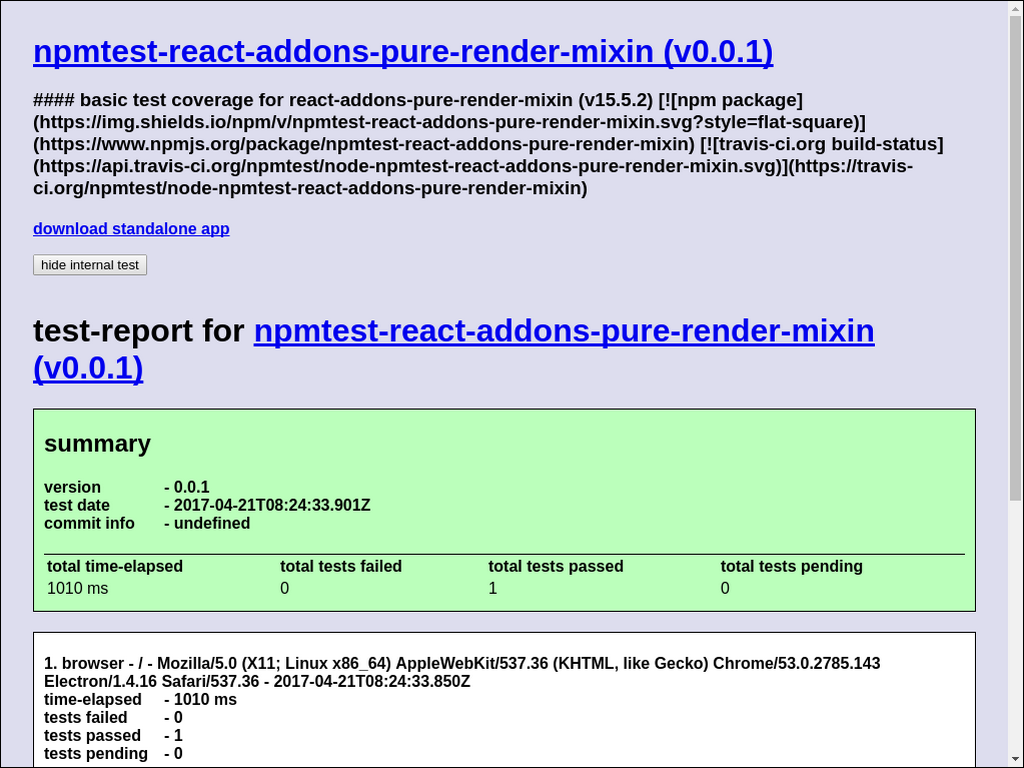 npmtest-react-addons-pure-render-mixin (v0.0.1)
#### basic test coverage for react-addons-pure-render-mixin (v15.5.2) [![npm package]
(https://img.shields.io/npm/v/npmtest-react-addons-pure-render-mixin.svg?style=flat-square)]
(https://www.npmjs.org/package/npmtest-react-addons-pure-render-mixin) [![travis-ci.org build-status]
(https://api.travis-ci.org/npmtest/node-npmtest-react-addons-pure-render-mixin.svg)](https://travis-
ci.org/npmtest/node-npmtest-react-addons-pure-render-mixin)
download standalone app
hide internal test
test-report for npmtest-react-addons-pure-render-mixin
(v0.0.1)
summary
version - 0.0.1
test date - 2017-04-21T08:24:33.901Z
commit info - undefined
total time-elapsed total tests failed total tests passed total tests pending
1010 ms 0 1 0
1. browser - / - Mozilla/5.0 (X11; Linux x86_64) AppleWebKit/537.36 (KHTML, like Gecko) Chrome/53.0.2785.143
Electron/1.4.16 Safari/537.36 - 2017-04-21T08:24:33.850Z
time-elapsed - 1010 ms
tests failed - 0
tests passed - 1
tests pending - 0